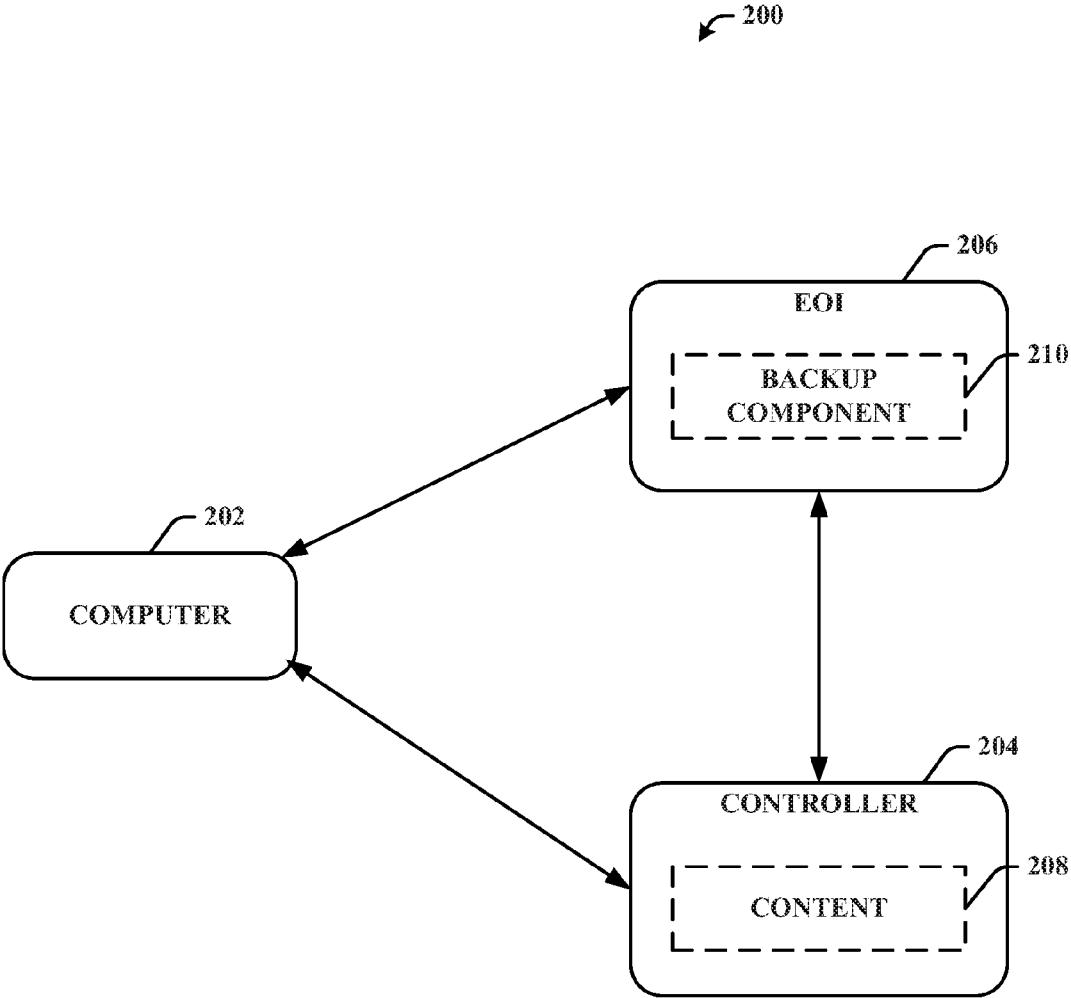 200
206
EOI
210
BACKUP
COMPONENT
202
COMPUTER
204
CONTROLLER
208
CONTENT